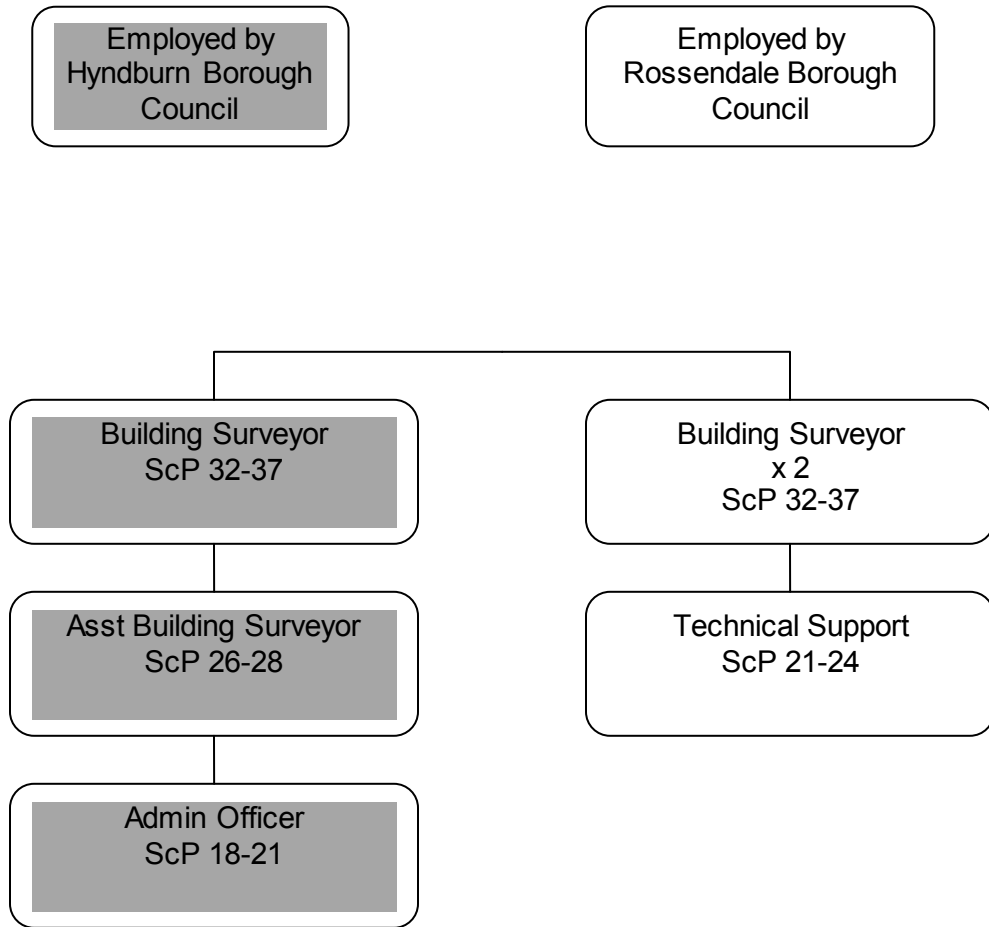 Employed by
Hyndburn Borough
Council
Employed by
Rossendale Borough
Council
Building Surveyor
ScP 32-37
Building Surveyor
x 2
ScP 32-37
Asst Building Surveyor
ScP 26-28
Technical Support
ScP 21-24
Admin Officer
ScP 18-21